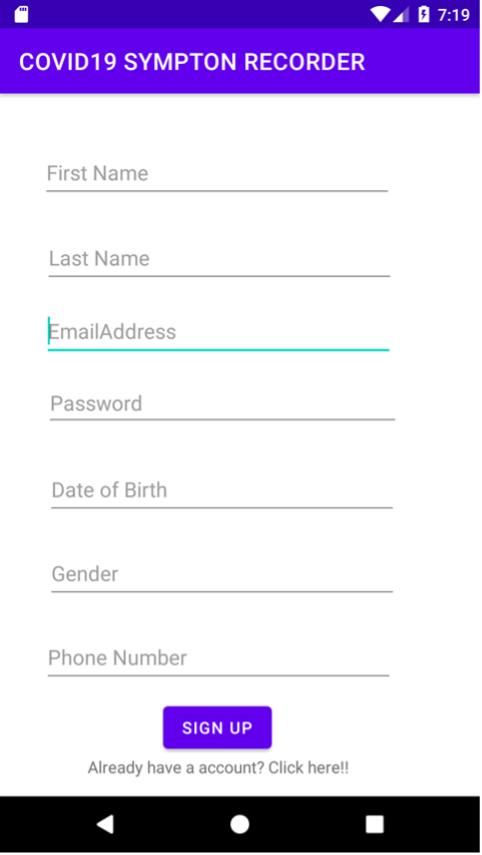 7:19
COVID19 SYMPTON RECORDER
First Name
Last Name
EmailAddress
Password
Date of Birth
Gender
Phone Number
SIGN UP
Already have a account? Click here!!